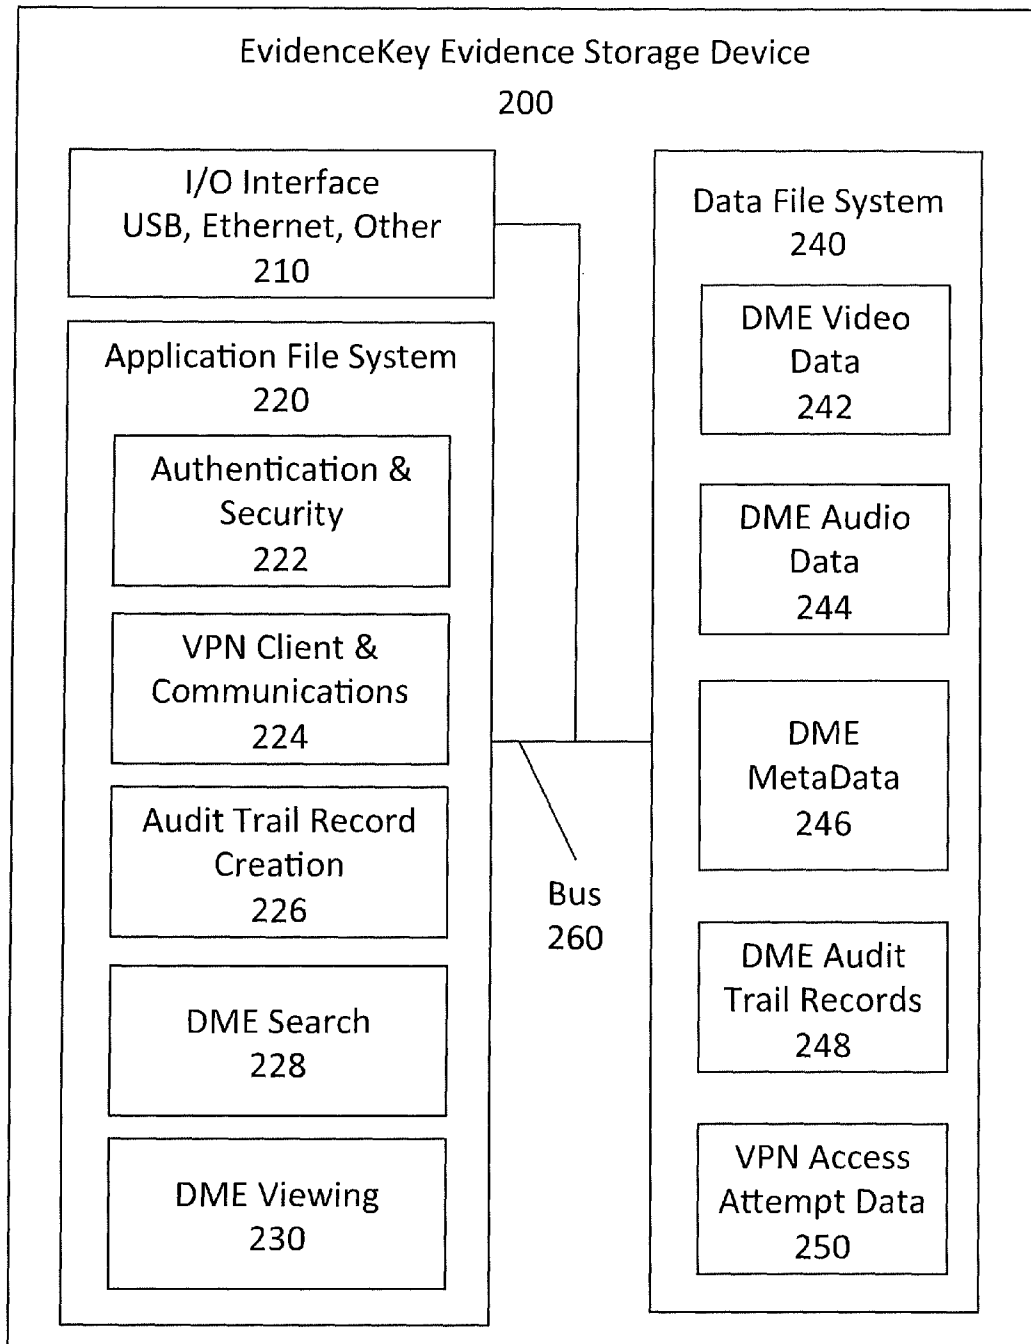 EvidenceKey Evidence Storage Device
200
I/O Interface
USB, Ethernet, Other
210
Application File System
220
Authentication &
Security
222
VPN Client &
Communications
224
Audit Trail Record
Creation
226
DME Search
228
DME Viewing
230
Bus
260
Data File System
240
DME Video
Data
242
DME Audio
Data
244
DME
MetaData
246
DME Audit
Trail Records
248
VPN Access
Attempt Data
250